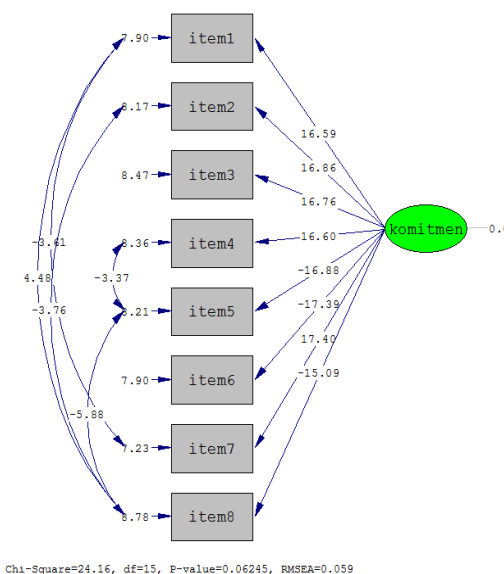 7.90 item1
8.17 item2
8.47 item3
8.36 item4
8.21 item5
7.90 item6
7.23 item7
8.78 item8
komitmen
16.59
16.86
16.76
16.60
-16.88
-17.39
17.40
-15.09
-3.61
4.48
-3.76
-3.37
-5.88
Chi-Square=24.16, df=15, P-value=0.06245, RMSEA=0.059